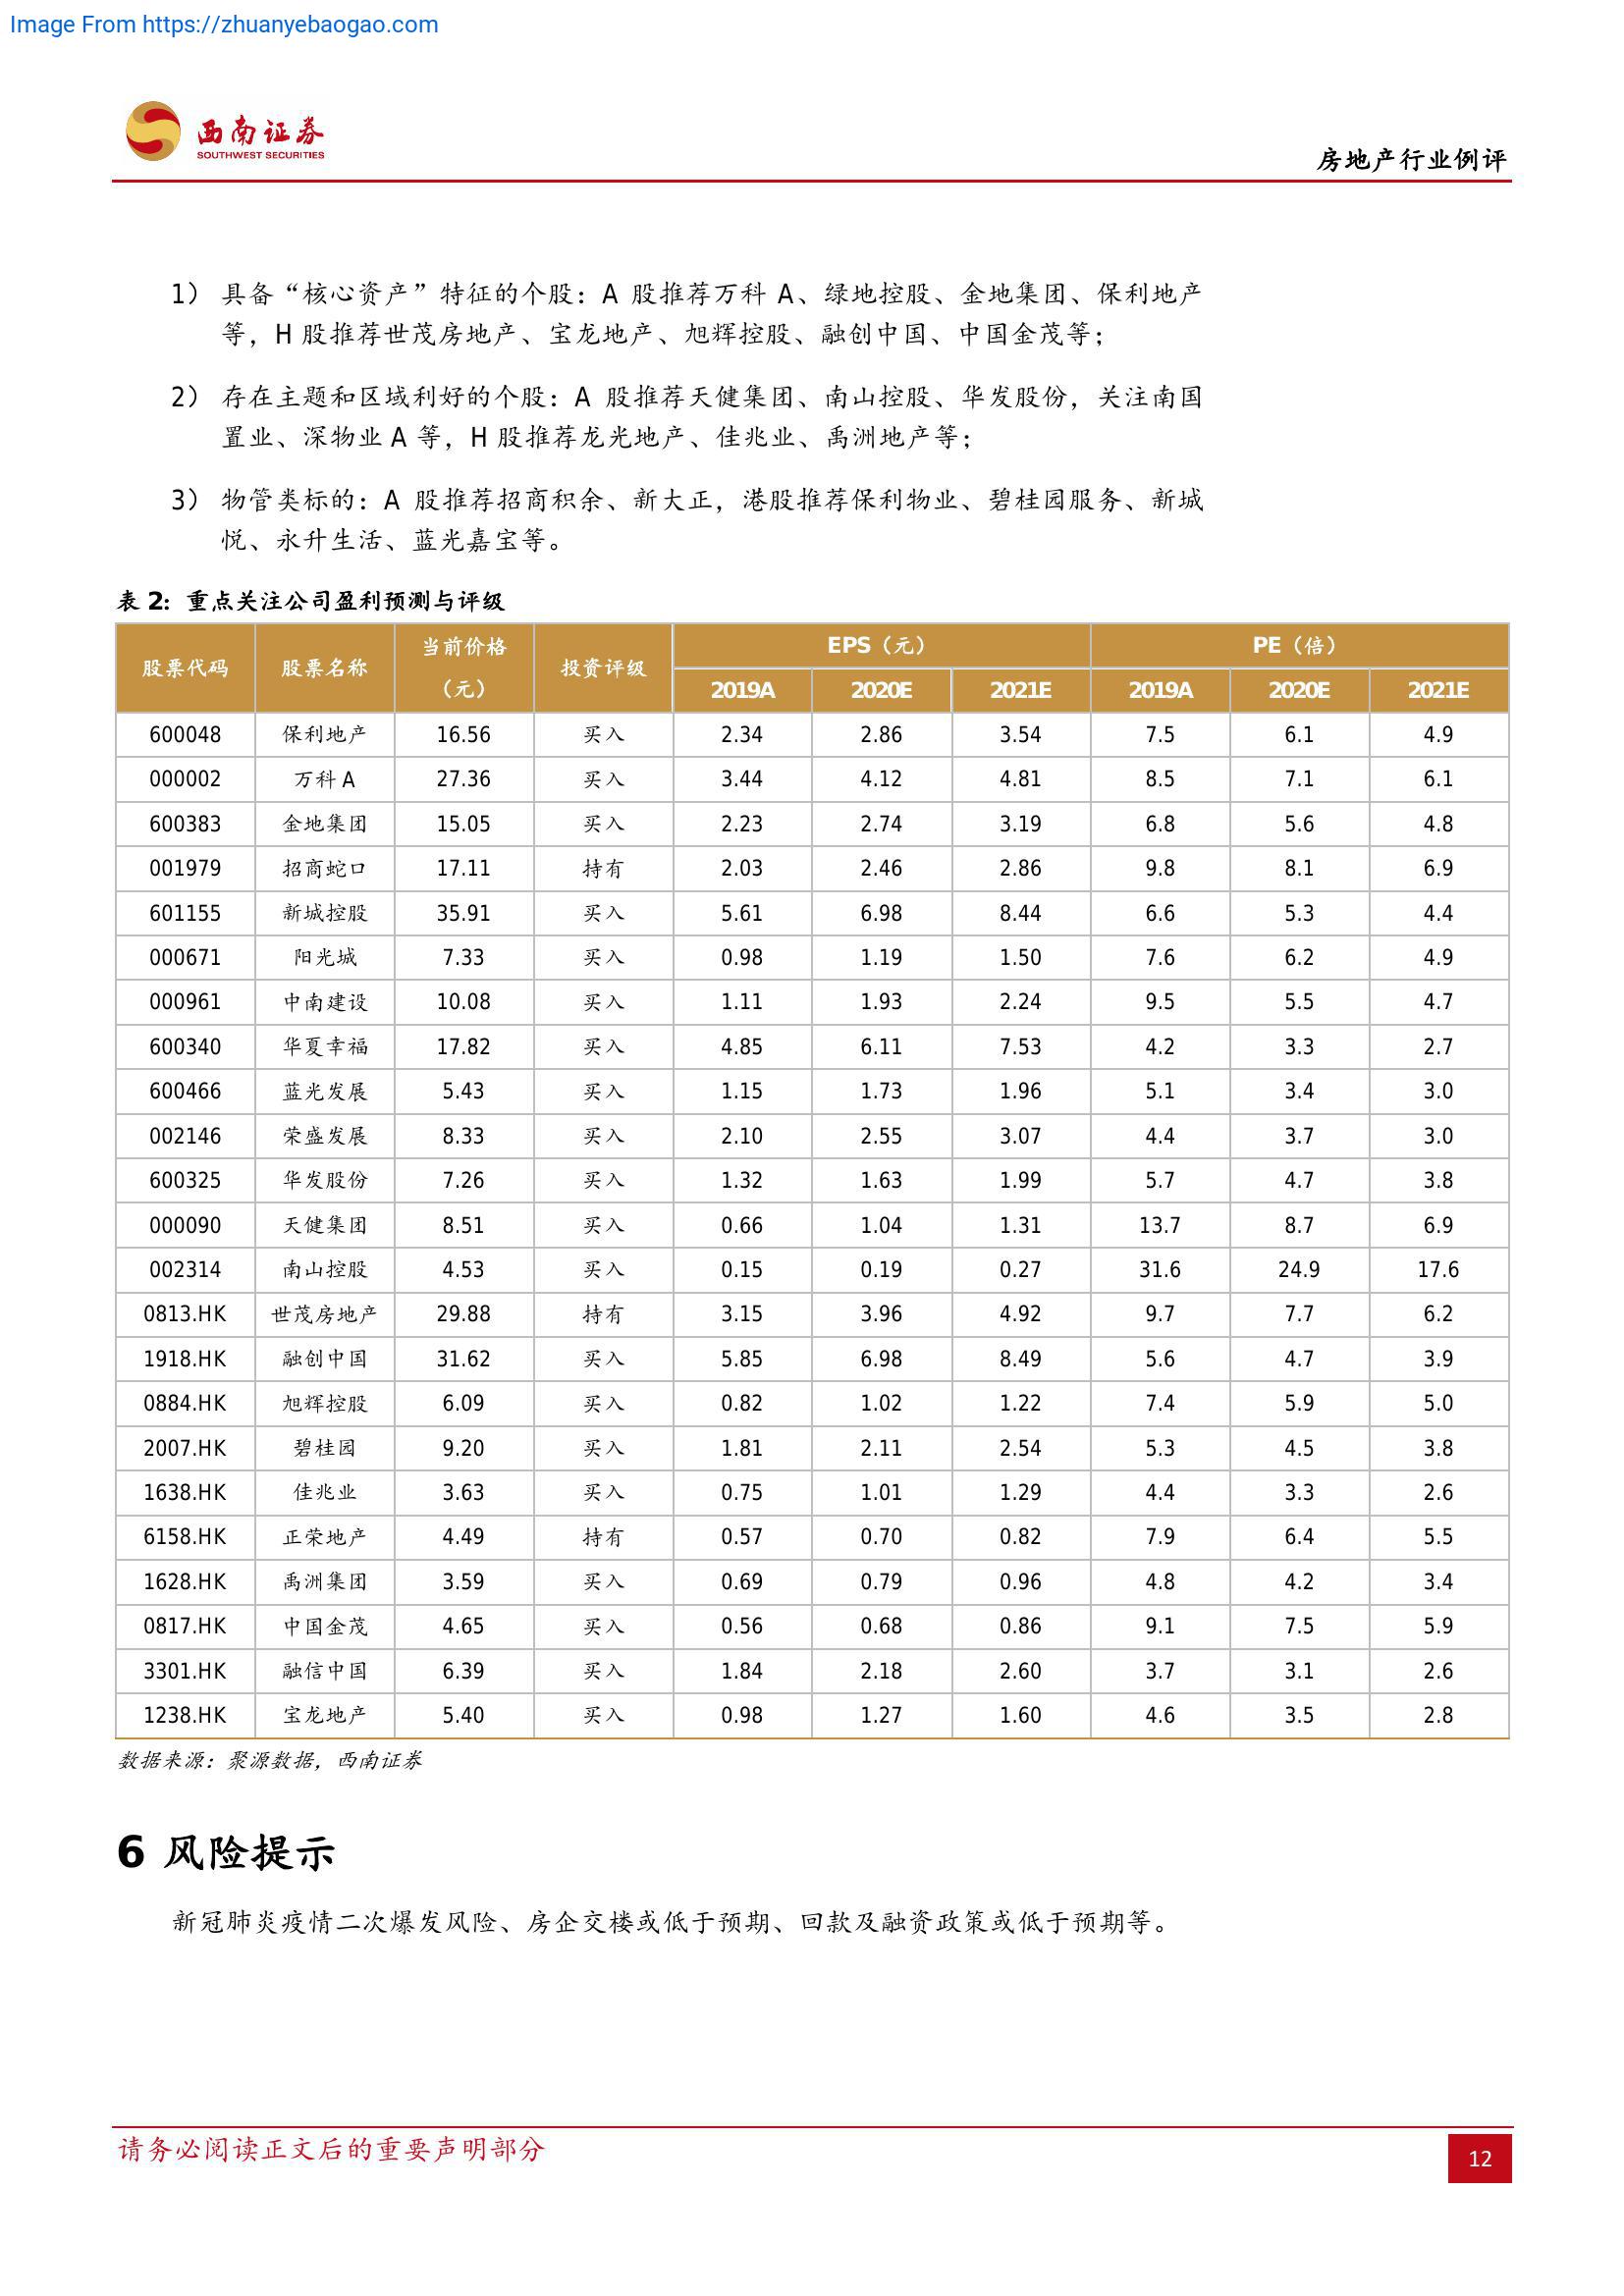 Image From https://zhuanyebaogao.com
西南证券
SOUTHWEST SECURITIES
房地产行业例评
1） 具备“核心资产”特征的个股：A 股推荐万科 A、绿地控股、金地集团、保利地产
等，H 股推荐世茂房地产、宝龙地产、旭辉控股、融创中国、中国金茂等；
2） 存在主题和区域利好的个股：A 股推荐天健集团、南山控股、华发股份，关注南国
置业、深物业 A 等，H 股推荐龙光地产、佳兆业、禹洲地产等；
3） 物管类标的：A 股推荐招商积余、新大正，港股推荐保利物业、碧桂园服务、新城
悦、永升生活、蓝光嘉宝等。
表 2：重点关注公司盈利预测与评级
股票代码 股票名称 当前价格（元） 投资评级 EPS（元） PE（倍）
2019A 2020E 2021E 2019A 2020E 2021E
600048 保利地产 16.56 买入 2.34 2.86 3.54 7.5 6.1 4.9
000002 万科 A 27.36 买入 3.44 4.12 4.81 8.5 7.1 6.1
600383 金地集团 15.05 买入 2.23 2.74 3.19 6.8 5.6 4.8
001979 招商蛇口 17.11 持有 2.03 2.46 2.86 9.8 8.1 6.9
601155 新城控股 35.91 买入 5.61 6.98 8.44 6.6 5.3 4.4
000671 阳光城 7.33 买入 0.98 1.19 1.50 7.6 6.2 4.9
000961 中南建设 10.08 买入 1.11 1.93 2.24 9.5 5.5 4.7
600340 华夏幸福 17.82 买入 4.85 6.11 7.53 4.2 3.3 2.7
600466 蓝光发展 5.43 买入 1.15 1.73 1.96 5.1 3.4 3.0
002146 荣盛发展 8.33 买入 2.10 2.55 3.07 4.4 3.7 3.0
600325 华发股份 7.26 买入 1.32 1.63 1.99 5.7 4.7 3.8
000090 天健集团 8.51 买入 0.66 1.04 1.31 13.7 8.7 6.9
002314 南山控股 4.53 买入 0.15 0.19 0.27 31.6 24.9 17.6
0813.HK 世茂房地产 29.88 持有 3.15 3.96 4.92 9.7 7.7 6.2
1918.HK 融创中国 31.62 买入 5.85 6.98 8.49 5.6 4.7 3.9
0884.HK 旭辉控股 6.09 买入 0.82 1.02 1.22 7.4 5.9 5.0
2007.HK 碧桂园 9.20 买入 1.81 2.11 2.54 5.3 4.5 3.8
1638.HK 佳兆业 3.63 买入 0.75 1.01 1.29 4.4 3.3 2.6
6158.HK 正荣地产 4.49 持有 0.57 0.70 0.82 7.9 6.4 5.5
1628.HK 禹洲集团 3.59 买入 0.69 0.79 0.96 4.8 4.2 3.4
0817.HK 中国金茂 4.65 买入 0.56 0.68 0.86 9.1 7.5 5.9
3301.HK 融信中国 6.39 买入 1.84 2.18 2.60 3.7 3.1 2.6
1238.HK 宝龙地产 5.40 买入 0.98 1.27 1.60 4.6 3.5 2.8
数据来源：聚源数据，西南证券
6 风险提示
新冠肺炎疫情二次爆发风险、房企交楼或低于预期、回款及融资政策或低于预期等。
请务必阅读正文后的重要声明部分
12